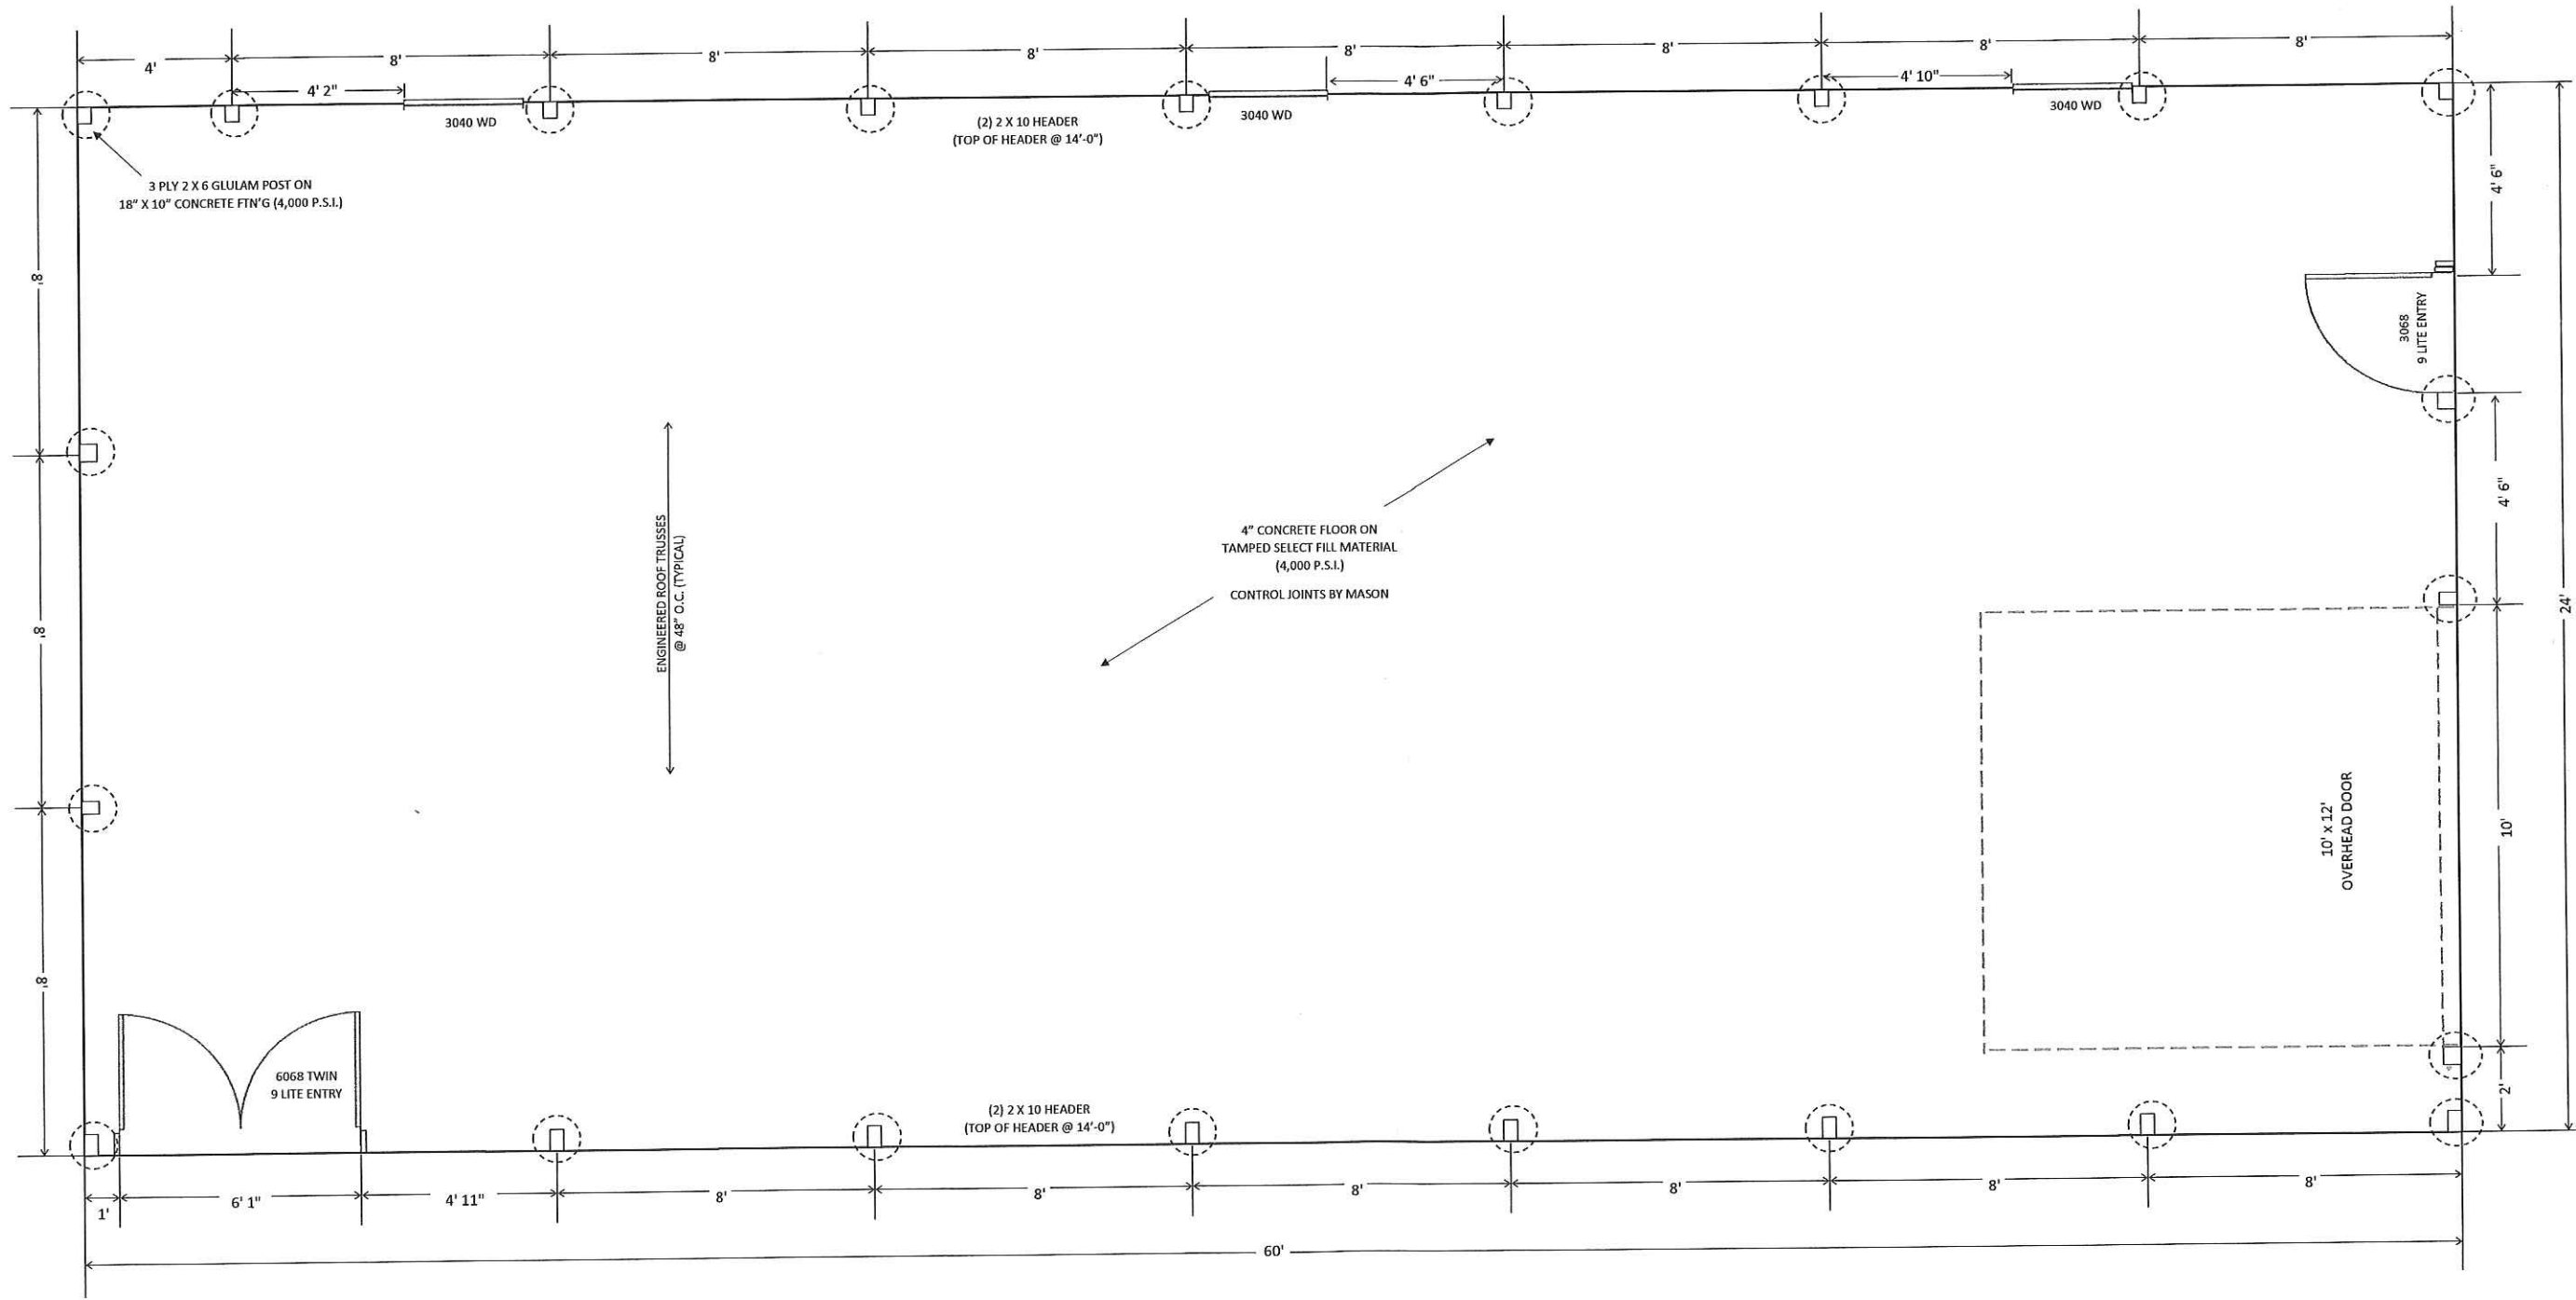 4'
8'
8'
8'
8'
8'
8'
8'
4' 2"
4' 6"
4' 10"
3040 WD
3040 WD
3040 WD
(2) 2 X 10 HEADER
(TOP OF HEADER @ 14'-0")
3 PLY 2 X 6 GLULAM POST ON
18" X 10" CONCRETE FTN'G (4,000 P.S.I.)
8'
8'
8'
4' 6"
3068
9 LITE ENTRY
4' 6"
24'
10'
2'
ENGINEERED ROOF TRUSSES
@ 48" O.C. (TYPICAL)
4" CONCRETE FLOOR ON
TAMPED SELECT FILL MATERIAL
(4,000 P.S.I.)
CONTROL JOINTS BY MASON
10' x 12'
OVERHEAD DOOR
6068 TWIN
9 LITE ENTRY
(2) 2 X 10 HEADER
(TOP OF HEADER @ 14'-0")
1'
6' 1"
4' 11"
8'
8'
8'
8'
8'
8'
60'